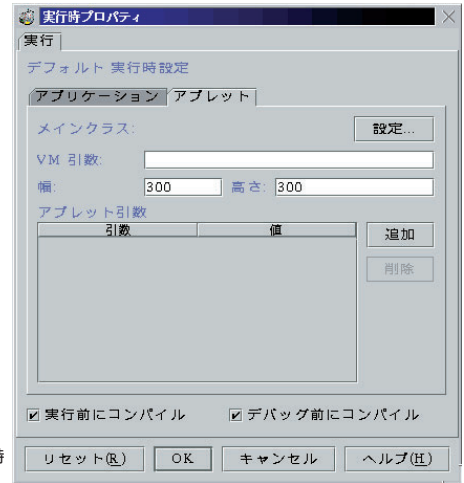 実行時プロパティ
実行
デフォルト 実行時設定
アプリケーション アプレット
メインクラス: 設定...
VM 引数:
幅: 300 高さ: 300
アプレット引数
引数 値
追加
削除
実行前にコンパイル デバッグ前にコンパイル
時
リセット(R) OK キャンセル ヘルプ(H)